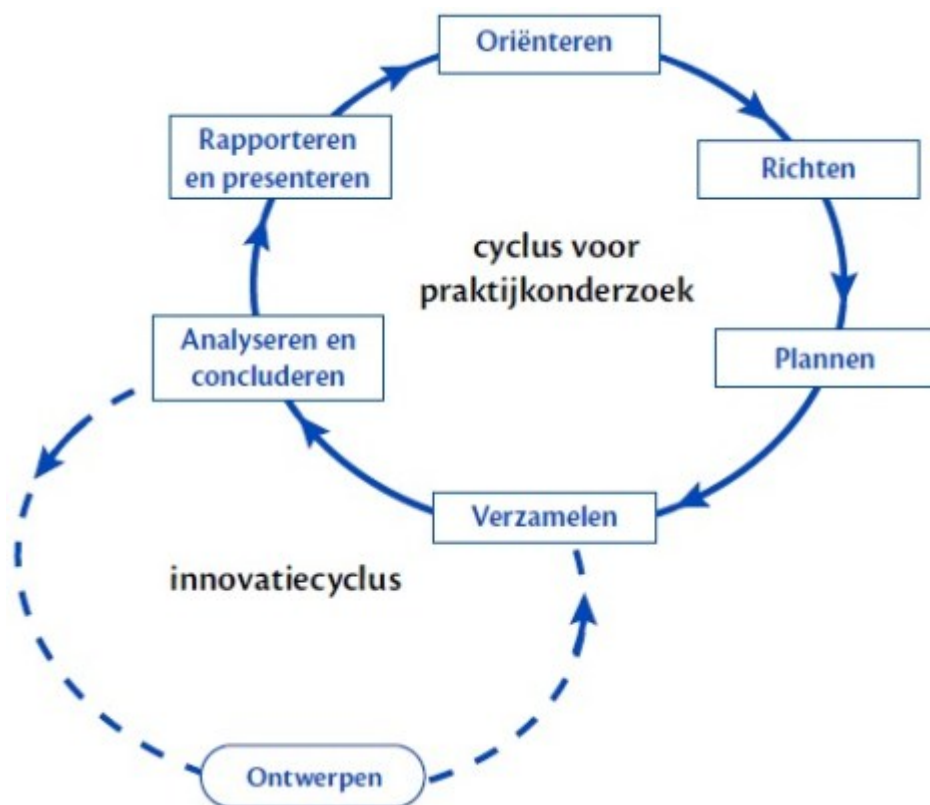 Oriënteren
Rapporteren
en presenteren
Richten
cyclus voor
praktijkonderzoek
Analyseren en
concluderen
Plannen
Verzamelen
innovatiecyclus
Ontwerpen